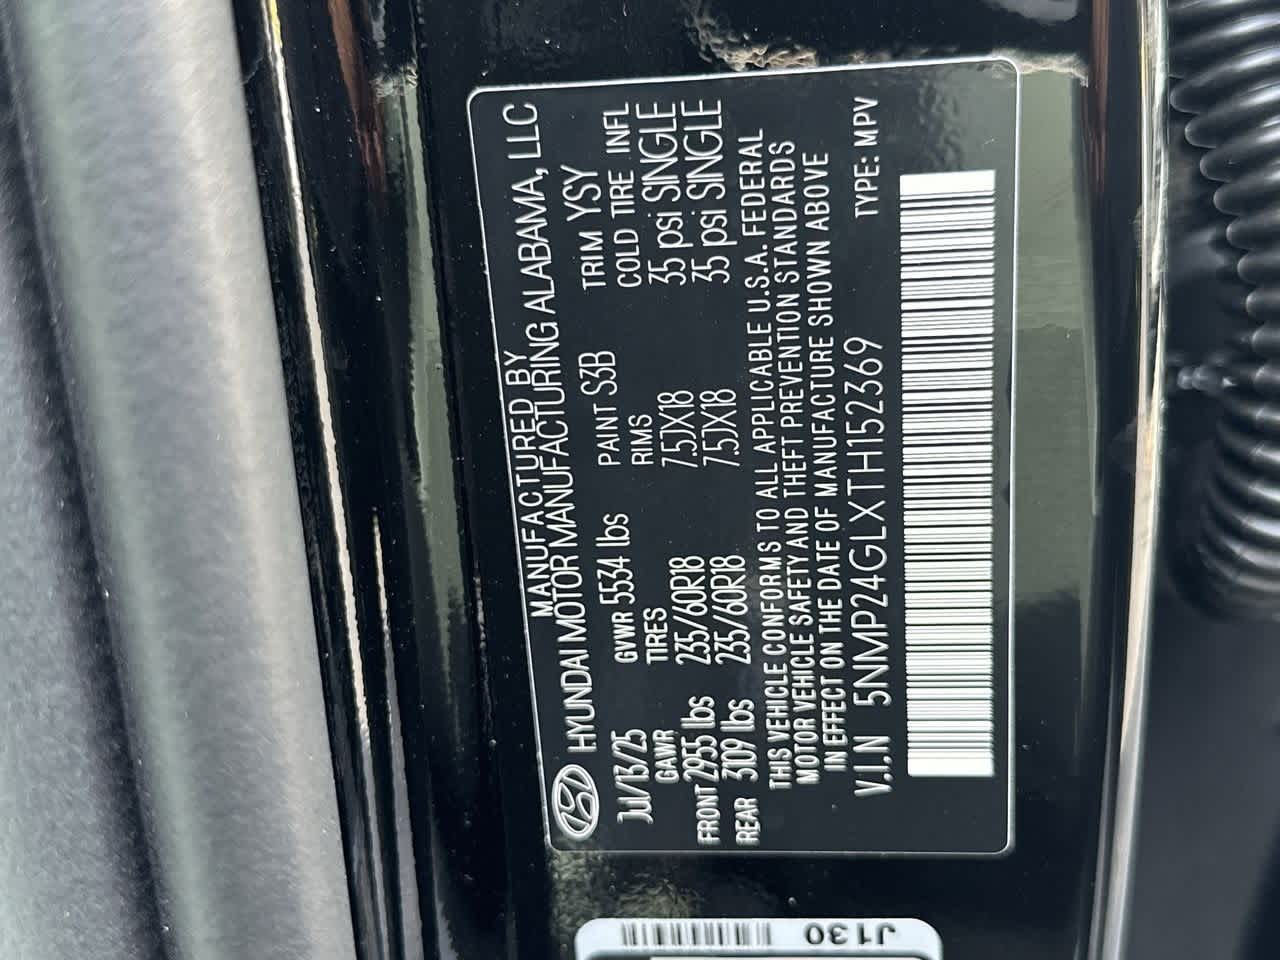 MANUFACTURED BY
HYUNDAI MOTOR MANUFACTURING ALABAMA, LLC
Jul/13/25 GVWR 5534 lbs PAINT S3B TRIM YSY
GAWR TIRES RIMS COLD TIRE INFL
FRONT 2955 lbs 235/60R18 7.5JX18 35 psi SINGLE
REAR 3109 lbs 235/60R18 7.5JX18 35 psi SINGLE
THIS VEHICLE CONFORMS TO ALL APPLICABLE U.S.A. FEDERAL
MOTOR VEHICLE SAFETY AND THEFT PREVENTION STANDARDS
IN EFFECT ON THE DATE OF MANUFACTURE SHOWN ABOVE
V.I.N 5NMP24GLXTH152369 TYPE: MPV
J130